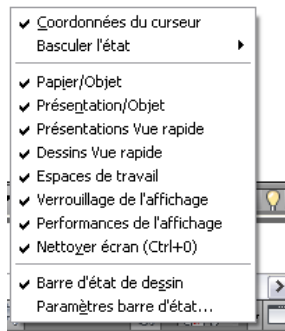 Coordonnées du curseur
Basculer l'état
Papier/Objet
Présentation/Objet
Présentations Vue rapide
Dessins Vue rapide
Espaces de travail
Verrouillage de l'affichage
Performances de l'affichage
Nettoyer écran (Ctrl+0)
Barre d'état de dessin
Paramètres barre d'état...